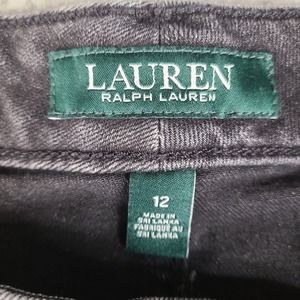 LAUREN
RALPH LAUREN
12
MADE IN
SRI LANKA
FABRIQUÉ AU
SRI LANKA